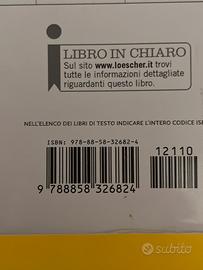 i
LIBRO IN CHIARO
Sul sito www.loescher.it trovi
tutte le informazioni dettagliate
riguardanti questo libro.
NELL'ELENCO DEI LIBRI DI TESTO INDICARE L'INTERO CODICE
ISBN: 978-88-58-32682-4
12110
9 788858 326824
subito